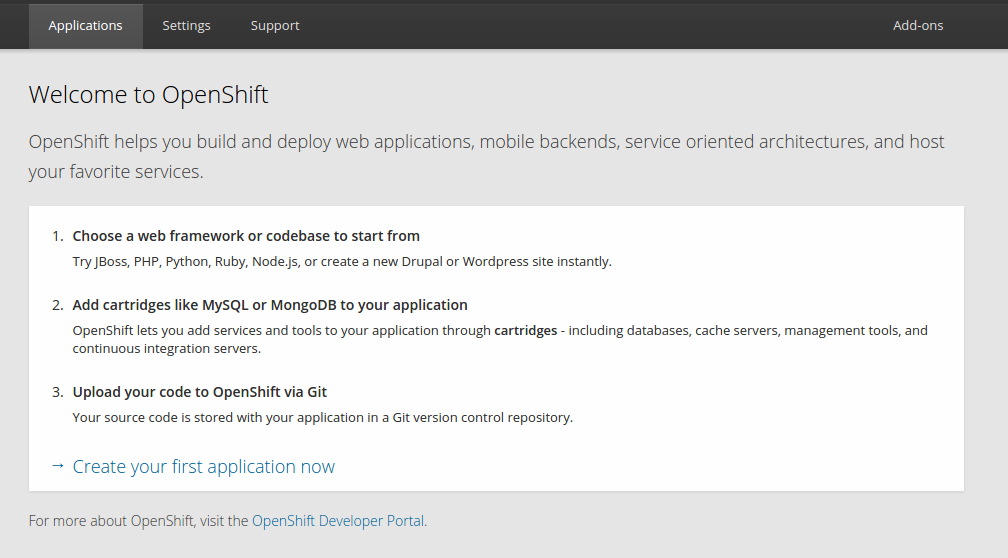 Applications Settings Support Add-ons
Welcome to OpenShift
OpenShift helps you build and deploy web applications, mobile backends, service oriented architectures, and host
your favorite services.
1. Choose a web framework or codebase to start from
Try JBoss, PHP, Python, Ruby, Node.js, or create a new Drupal or Wordpress site instantly.
2. Add cartridges like MySQL or MongoDB to your application
OpenShift lets you add services and tools to your application through cartridges - including databases, cache servers, management tools, and
continuous integration servers.
3. Upload your code to OpenShift via Git
Your source code is stored with your application in a Git version control repository.
→ Create your first application now
For more about OpenShift, visit the OpenShift Developer Portal.